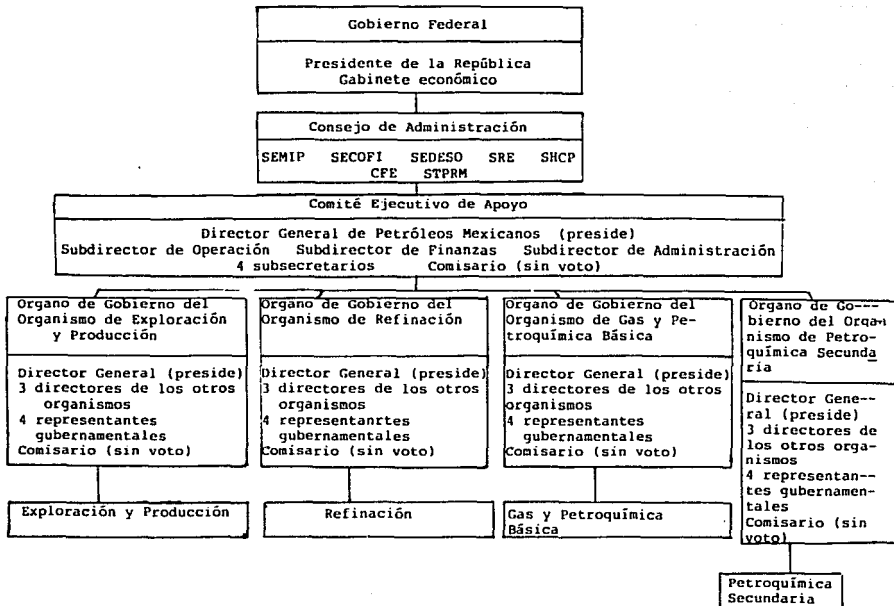 Gobierno Federal
Presidente de la República
Gabinete económico
Consejo de Administración
SEMIP SECOFI SEDESO SRE SHCP
CFE STPRM
Comité Ejecutivo de Apoyo
Director General de Petróleos Mexicanos (preside)
Subdirector de Operación Subdirector de Finanzas Subdirector de Administración
4 subsecretarios Comisario (sin voto)
Organo de Gobierno del
Organismo de Exploración
y Producción
Director General (preside)
3 directores de los otros
organismos
4 representantes
gubernamentales
Comisario (sin voto)
Exploración y Producción
Organo de Gobierno del
Organismo de Refinación
Director General (preside)
3 directores de los otros
organismos
4 representanrtes
gubernamentales
Comisario (sin voto)
Refinación
Organo de Gobierno del
Organismo de Gas y Pe-
troquímica Básica
Director General (preside)
3 directores de los otros
organismos
4 representantes
gubernamentales
Comisario (sin voto)
Gas y Petroquímica
Básica
Organo de Go---
bierno del Orga-
nismo de Petro-
química Secunda
ria
Director Gene--
ral (preside)
3 directores de
los otros orga-
nismos
4 representan--
tes gubernamen-
tales
Comisario (sin
voto)
Petroquímica
Secundaria